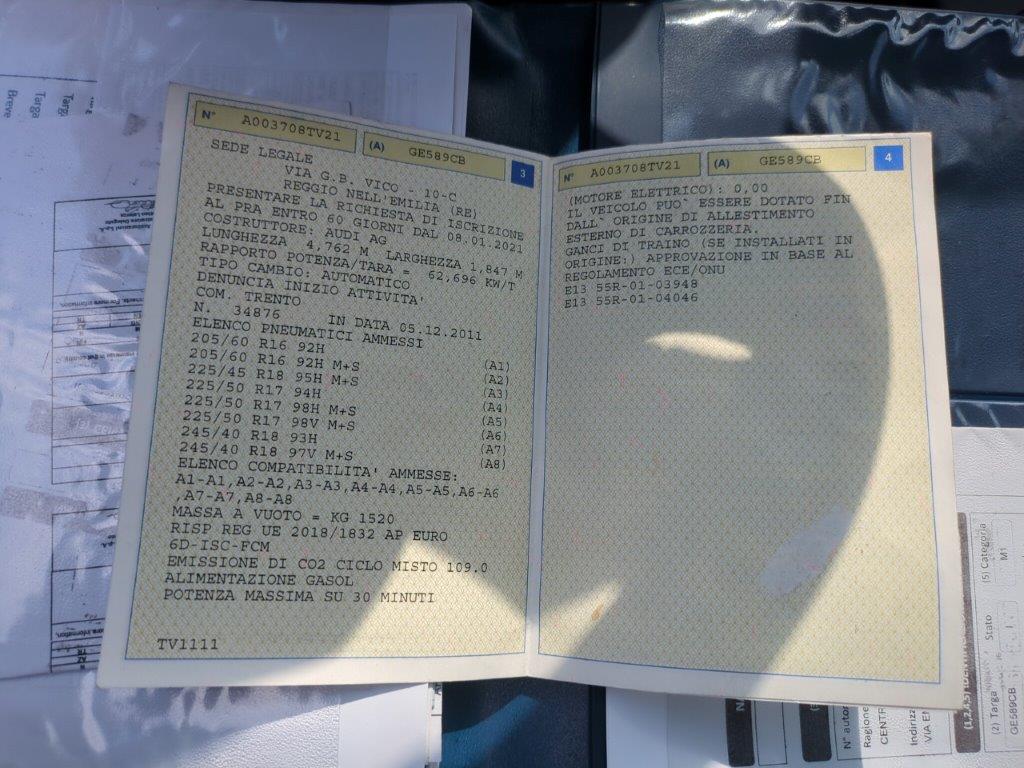 N° A003708TV21 (A) GE589CB 3
SEDE LEGALE
VIA G.B. VICO - 10-C
REGGIO NELL'EMILIA (RE)
PRESENTARE LA RICHIESTA DI ISCRIZIONE
AL PRA ENTRO 60 GIORNI DAL 08.01.2021
COSTRUTTORE: AUDI AG
LUNGHEZZA 4,762 M LARGHEZZA 1,847 M
RAPPORTO POTENZA/TARA = 62,696 KW/T
TIPO CAMBIO: AUTOMATICO
DENUNCIA INIZIO ATTIVITA'
COM. TRENTO
N. 34876 IN DATA 05.12.2011
ELENCO PNEUMATICI AMMESSI
205/60 R16 92H (A1)
205/60 R16 92H M+S (A2)
225/45 R18 95H M+S (A3)
225/50 R17 94H (A4)
225/50 R17 98H M+S (A5)
225/50 R17 98V M+S (A6)
245/40 R18 93H (A7)
245/40 R18 97V M+S (A8)
ELENCO COMPATIBILITA' AMMESSE:
A1-A1,A2-A2,A3-A3,A4-A4,A5-A5,A6-A6
,A7-A7,A8-A8
MASSA A VUOTO = KG 1520
RISP REG UE 2018/1832 AP EURO
6D-ISC-FCM
EMISSIONE DI CO2 CICLO MISTO 109.0
ALIMENTAZIONE GASOL
POTENZA MASSIMA SU 30 MINUTI
TV1111
N° A003708TV21 (A) GE589CB 4
(MOTORE ELETTRICO): 0,00
IL VEICOLO PUO' ESSERE DOTATO FIN
DALL' ORIGINE DI ALLESTIMENTO
ESTERNO DI CARROZZERIA.
GANCI DI TRAINO (SE INSTALLATI IN
ORIGINE:) APPROVAZIONE IN BASE AL
REGOLAMENTO ECE/ONU
E13 55R-01-03948
E13 55R-01-04046
Targa
Targa
Breve
N° autor
Ragione
CENTR
Indirizz
VIA EM
(2) Targa
GE589CB
Stato
(5) Categoria
M1